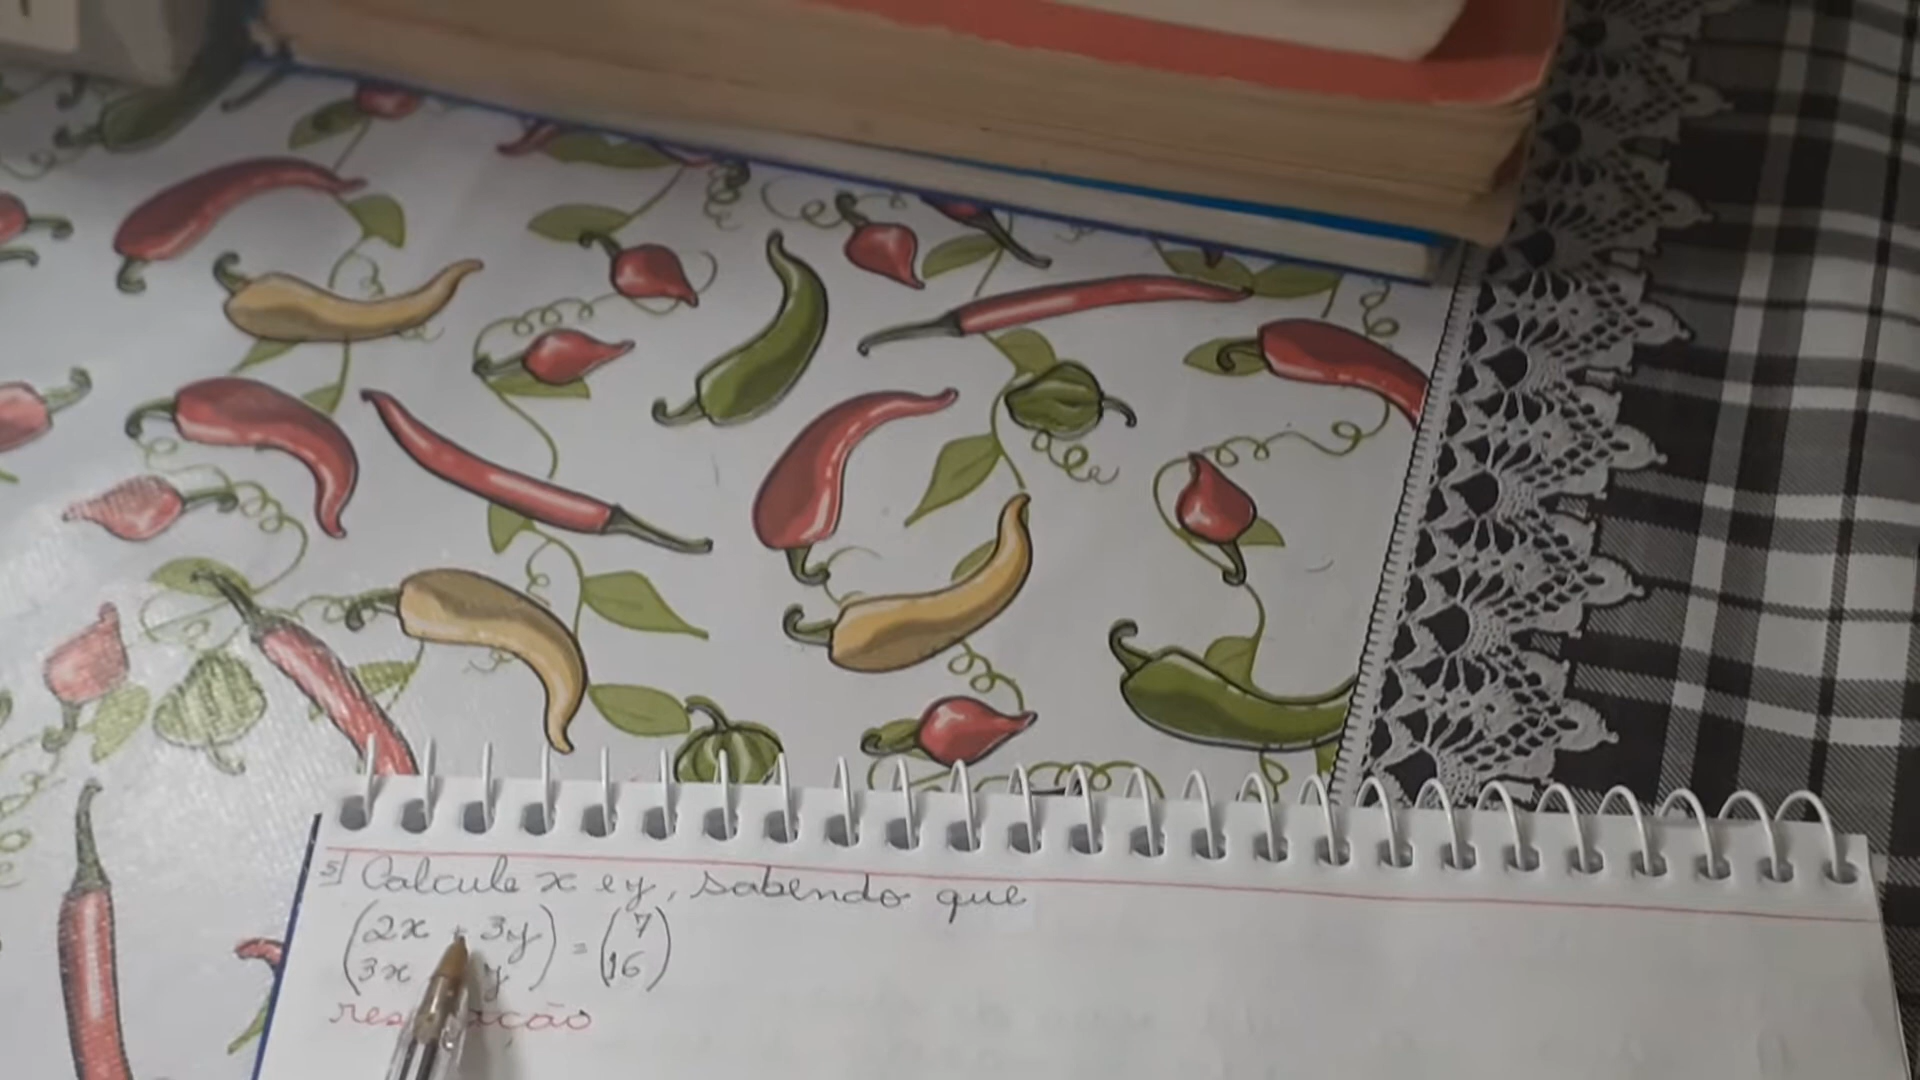 5) Calcule x e y, sabendo que
(2x + 3y) = (7)
(3x y) (16)